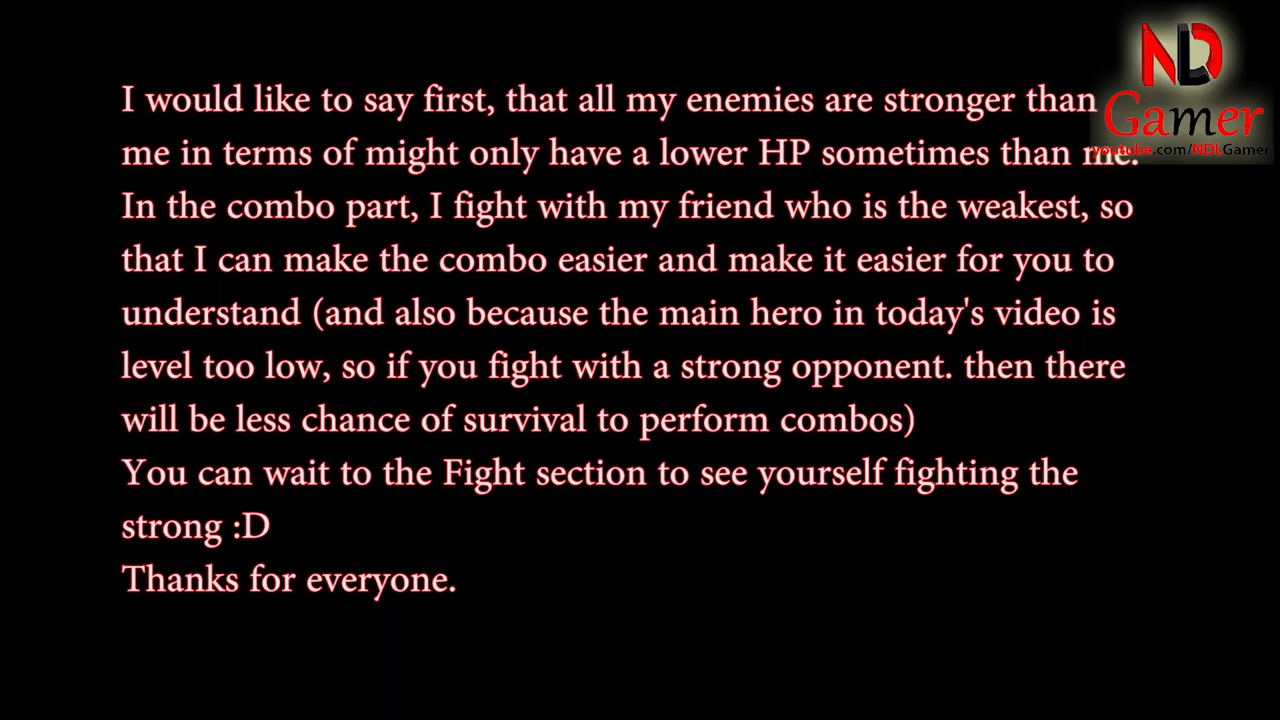 I would like to say first, that all my enemies are stronger than
me in terms of might only have a lower HP sometimes than me.
In the combo part, I fight with my friend who is the weakest, so
that I can make the combo easier and make it easier for you to
understand (and also because the main hero in today's video is
level too low, so if you fight with a strong opponent. then there
will be less chance of survival to perform combos)
You can wait to the Fight section to see yourself fighting the
strong :D
Thanks for everyone.
NDL
Gamer
youtube.com/NDLGamer